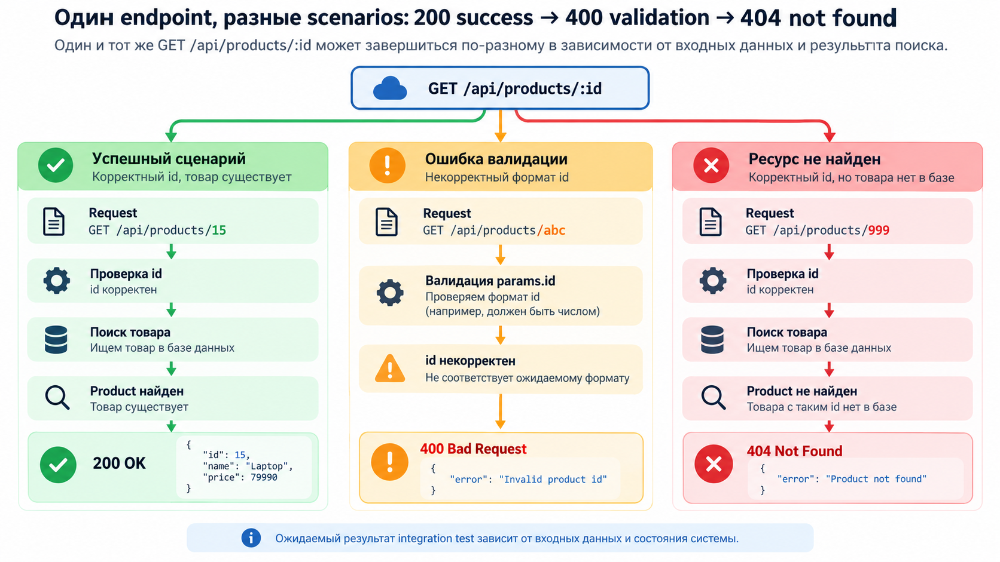 Один endpoint, разные scenarios: 200 success → 400 validation → 404 not found
Один и тот же GET /api/products/:id может завершиться по-разному в зависимости от входных данных и результпта поиска.
GET /api/products/:id
Успешный сценарий
Корректный id, товар существует
Request
GET /api/products/15
Проверка id
id корректен
Поиск товара
Ищем товар в базе данных
Product найден
Товар существует
200 OK
{
"id": 15,
"name": "Laptop",
"price": 79990
}
Ошибка валидации
Некорректный формат id
Request
GET /api/products/abc
Валидация params.id
Проверяем формат id
(например, должен быть числом)
id некорректен
Не соответствует ожидаемому формату
400 Bad Request
{
"error": "Invalid product id"
}
Ресурс не найден
Корректный id, но товара нет в базе
Request
GET /api/products/999
Проверка id
id корректен
Поиск товара
Ищем товар в базе данных
Product не найден
Товара с таким id нет в базе
404 Not Found
{
"error": "Product not found"
}
Ожидаемый результат integration test зависит от входных данных и состояния системы.